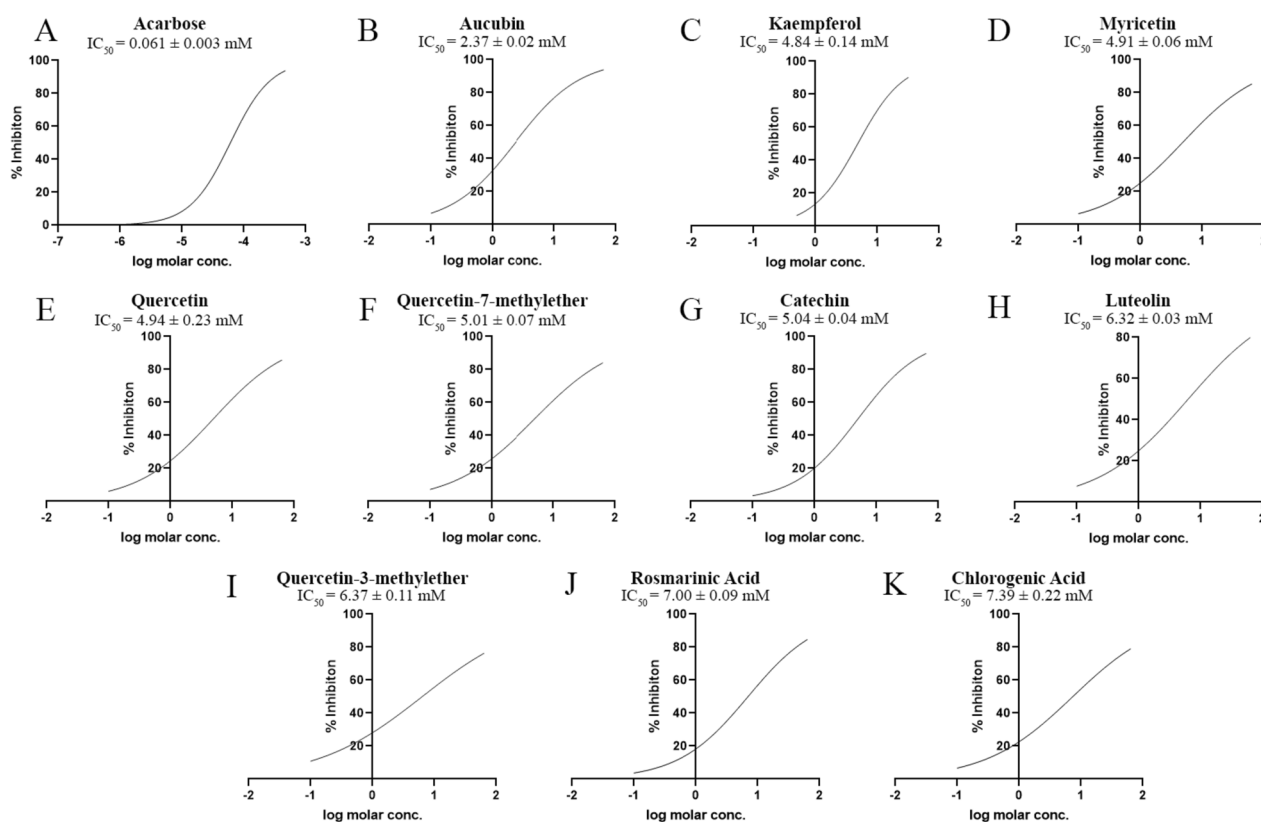 A
Acarbose
IC50 = 0.061 ± 0.003 mM
100
80
60
40
20
0
% Inhibiton
-7 -6 -5 -4 -3
log molar conc.
B
Aucubin
IC50 = 2.37 ± 0.02 mM
100
80
60
40
20
% Inhibiton
-2 -1 0 1 2
log molar conc.
C
Kaempferol
IC50 = 4.84 ± 0.14 mM
100
80
60
40
20
% Inhibiton
-2 -1 0 1 2
log molar conc.
D
Myricetin
IC50 = 4.91 ± 0.06 mM
100
80
60
40
20
% Inhibiton
-2 -1 0 1 2
log molar conc.
E
Quercetin
IC50 = 4.94 ± 0.23 mM
100
80
60
40
20
% Inhibiton
-2 -1 0 1 2
log molar conc.
F
Quercetin-7-methylether
IC50 = 5.01 ± 0.07 mM
100
80
60
40
20
% Inhibiton
-2 -1 0 1 2
log molar conc.
G
Catechin
IC50 = 5.04 ± 0.04 mM
100
80
60
40
20
% Inhibiton
-2 -1 0 1 2
log molar conc.
H
Luteolin
IC50 = 6.32 ± 0.03 mM
80
60
40
20
% Inhibiton
-2 -1 0 1 2
log molar conc.
I
Quercetin-3-methylether
IC50 = 6.37 ± 0.11 mM
100
80
60
40
20
% Inhibiton
-2 -1 0 1 2
log molar conc.
J
Rosmarinic Acid
IC50 = 7.00 ± 0.09 mM
100
80
60
40
20
% Inhibiton
-2 -1 0 1 2
log molar conc.
K
Chlorogenic Acid
IC50 = 7.39 ± 0.22 mM
100
80
60
40
20
% Inhibiton
-2 -1 0 1 2
log molar conc.